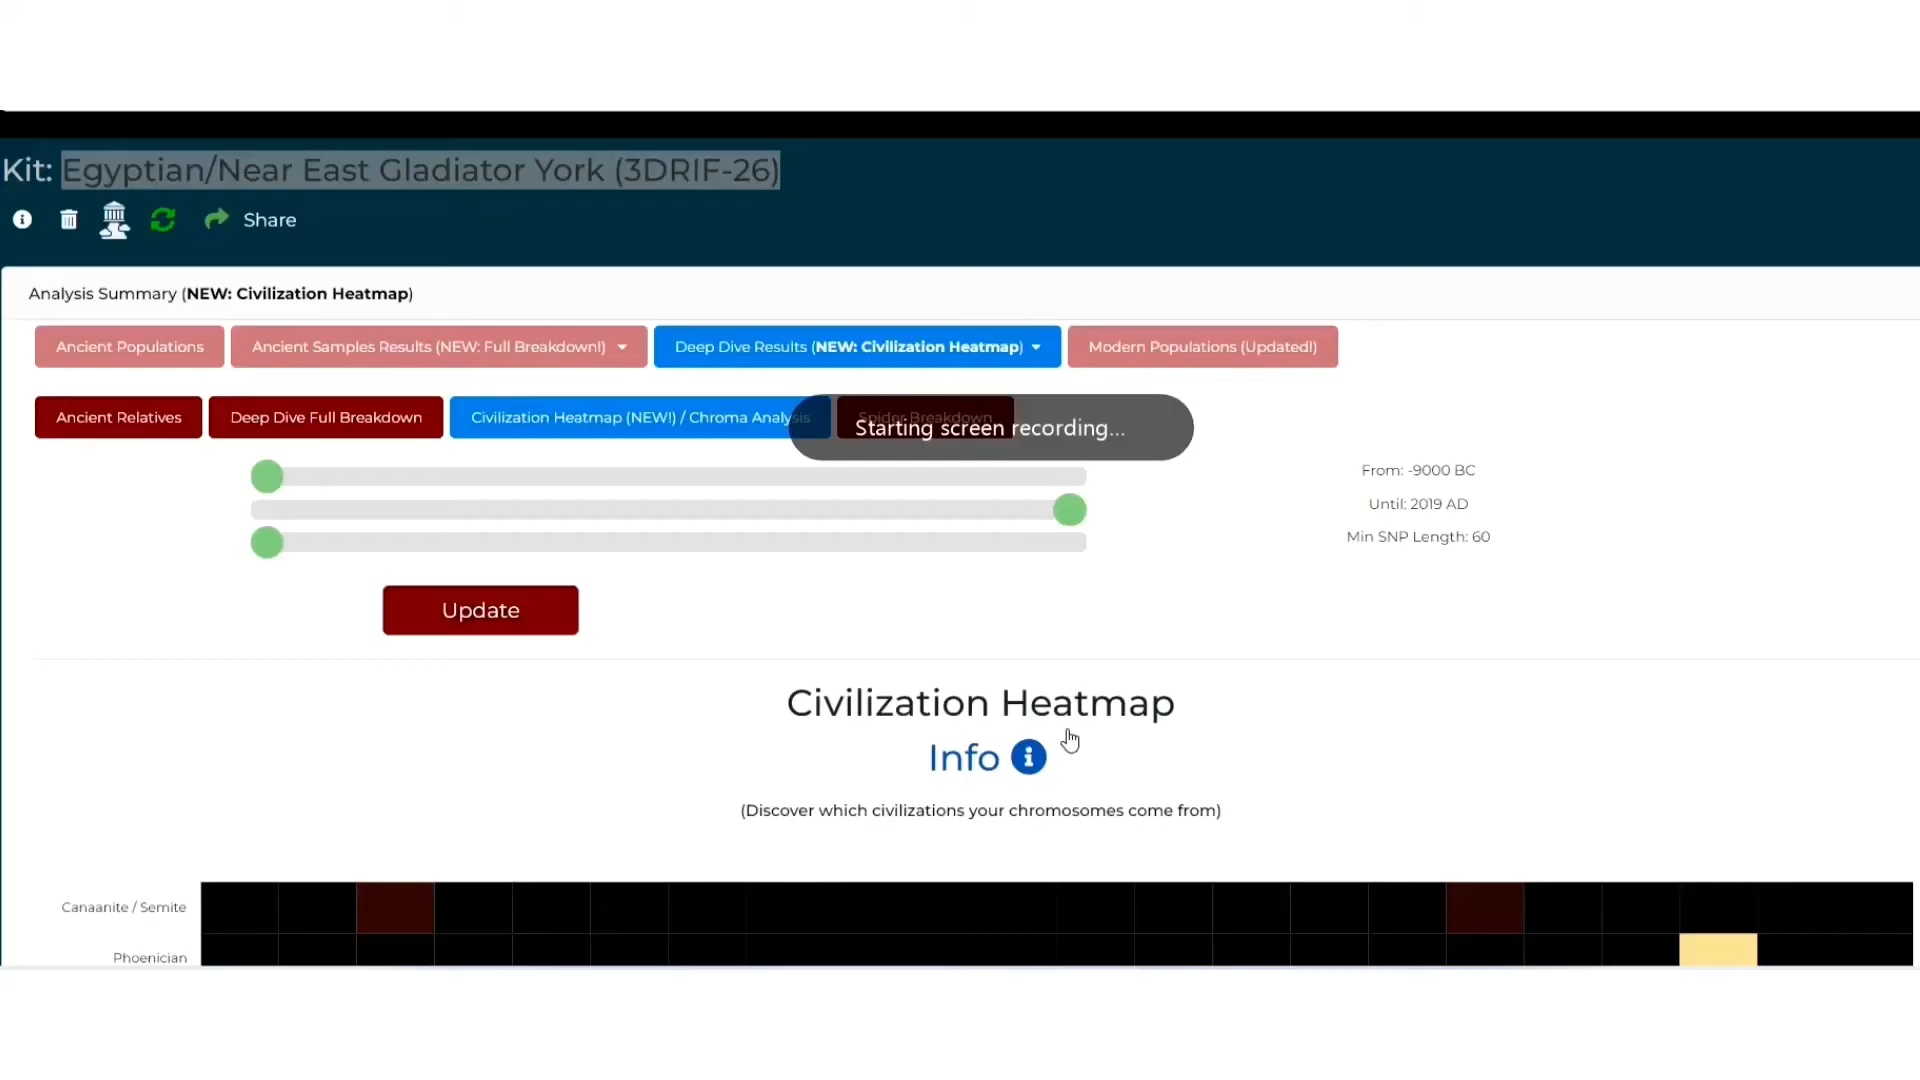 Kit: Egyptian/Near East Gladiator York (3DRIF-26)
Share
Analysis Summary (NEW: Civilization Heatmap)
Ancient Populations
Ancient Samples Results (NEW: Full Breakdown!)
Deep Dive Results (NEW: Civilization Heatmap)
Modern Populations (Updated!)
Ancient Relatives
Deep Dive Full Breakdown
Civilization Heatmap (NEW!) / Chroma Analysis
Spider Breakdown
Starting screen recording...
From: -9000 BC
Until: 2019 AD
Min SNP Length: 60
Update
Civilization Heatmap
Info
(Discover which civilizations your chromosomes come from)
Canaanite / Semite
Phoenician